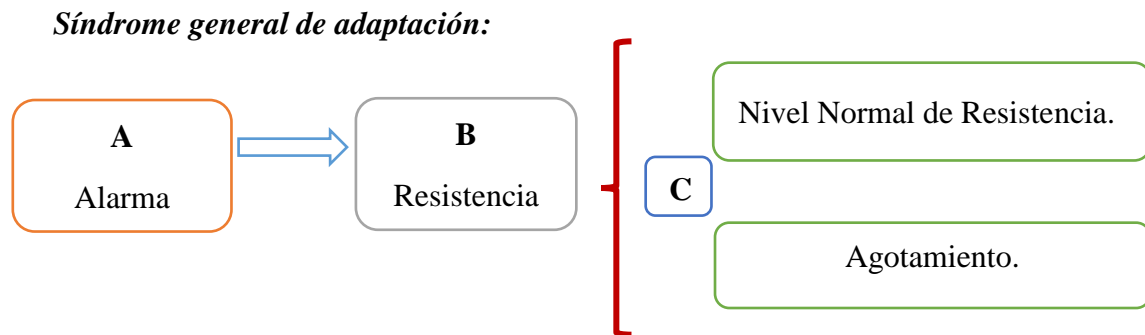 Síndrome general de adaptación:
A
Alarma
B
Resistencia
C
Nivel Normal de Resistencia.
Agotamiento.